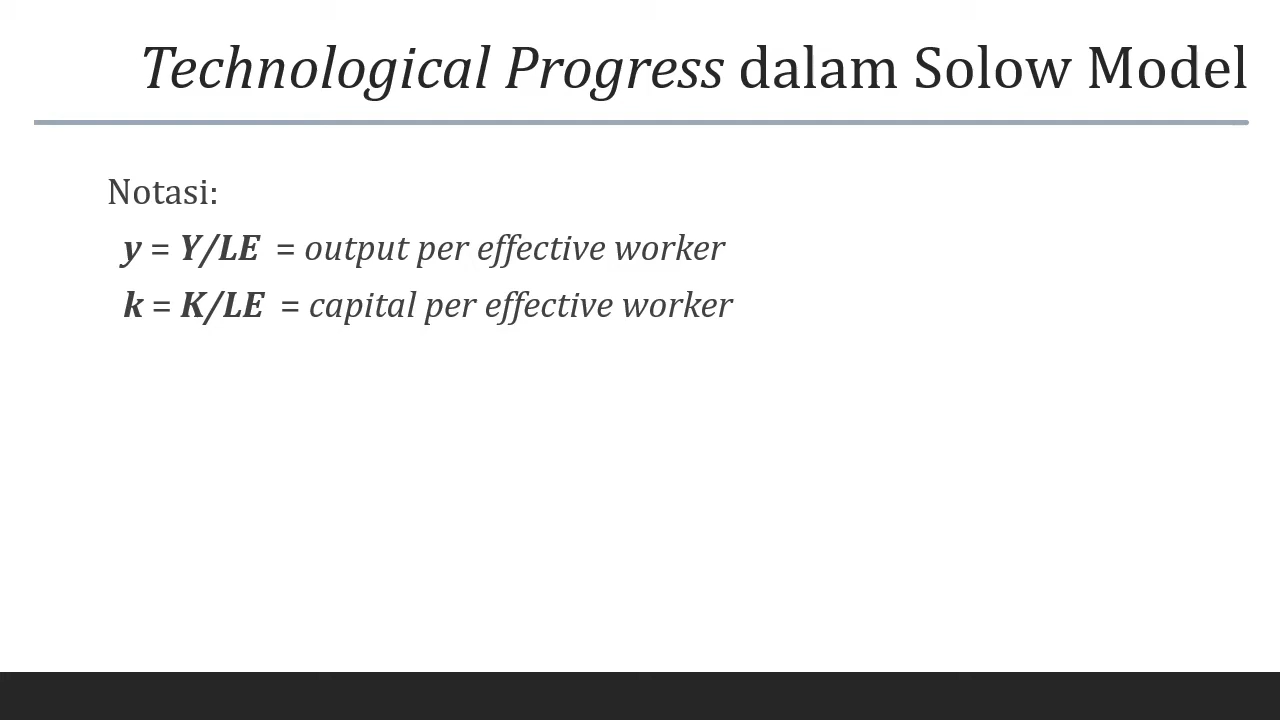 Technological Progress dalam Solow Model
Notasi:
y = Y/LE = output per effective worker
k = K/LE = capital per effective worker